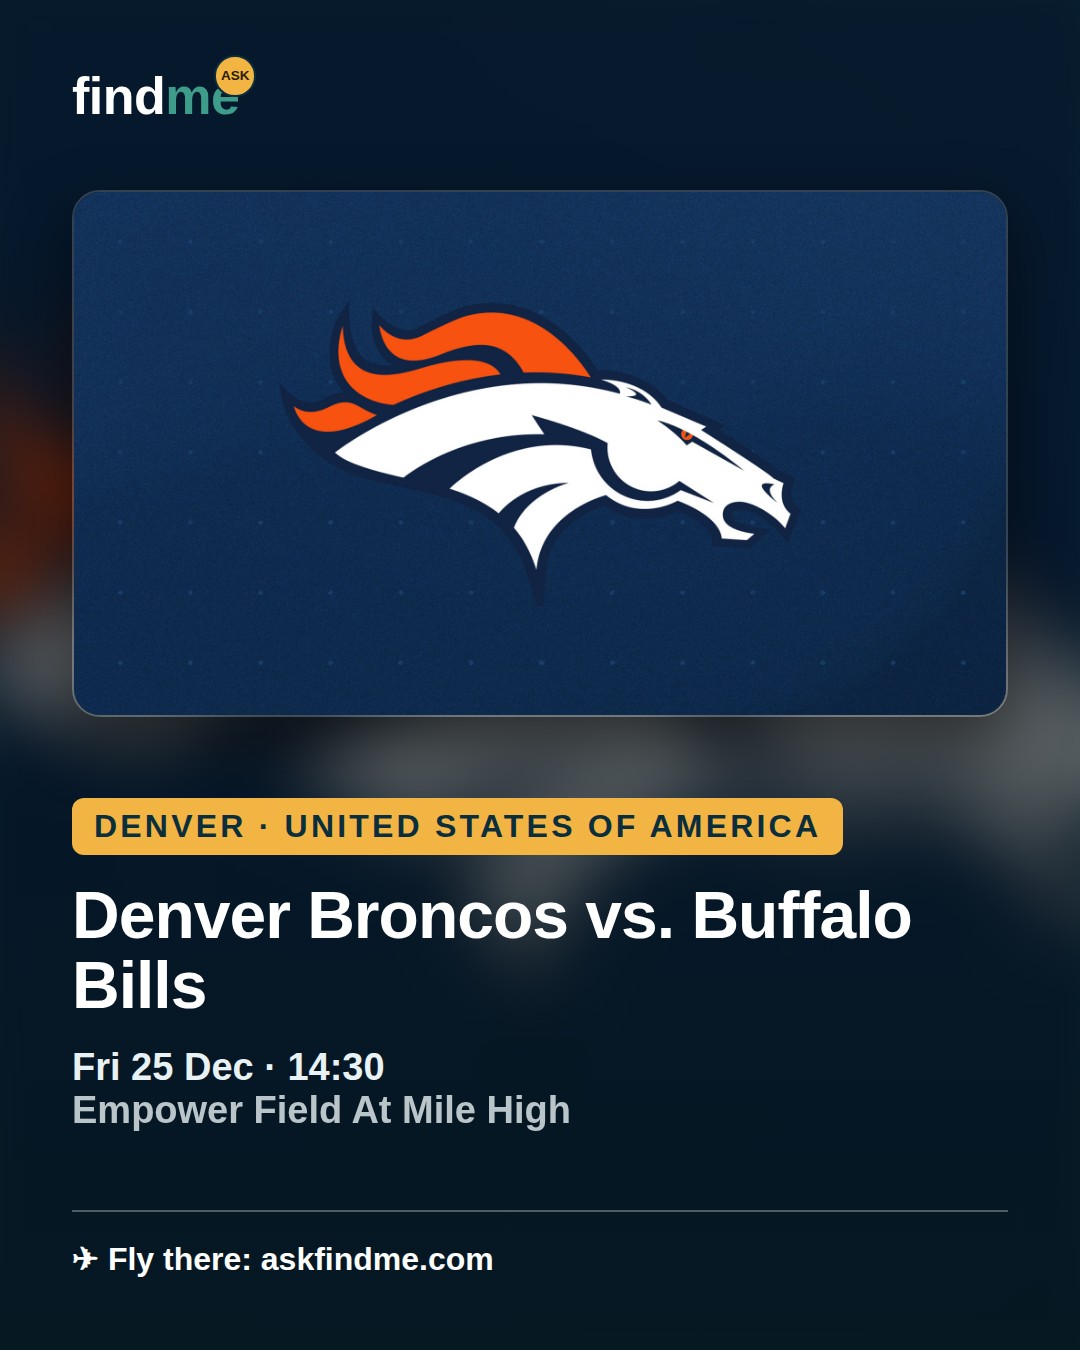 findme
ASK
DENVER · UNITED STATES OF AMERICA
Denver Broncos vs. Buffalo
Bills
Fri 25 Dec · 14:30
Empower Field At Mile High
✈ Fly there: askfindme.com